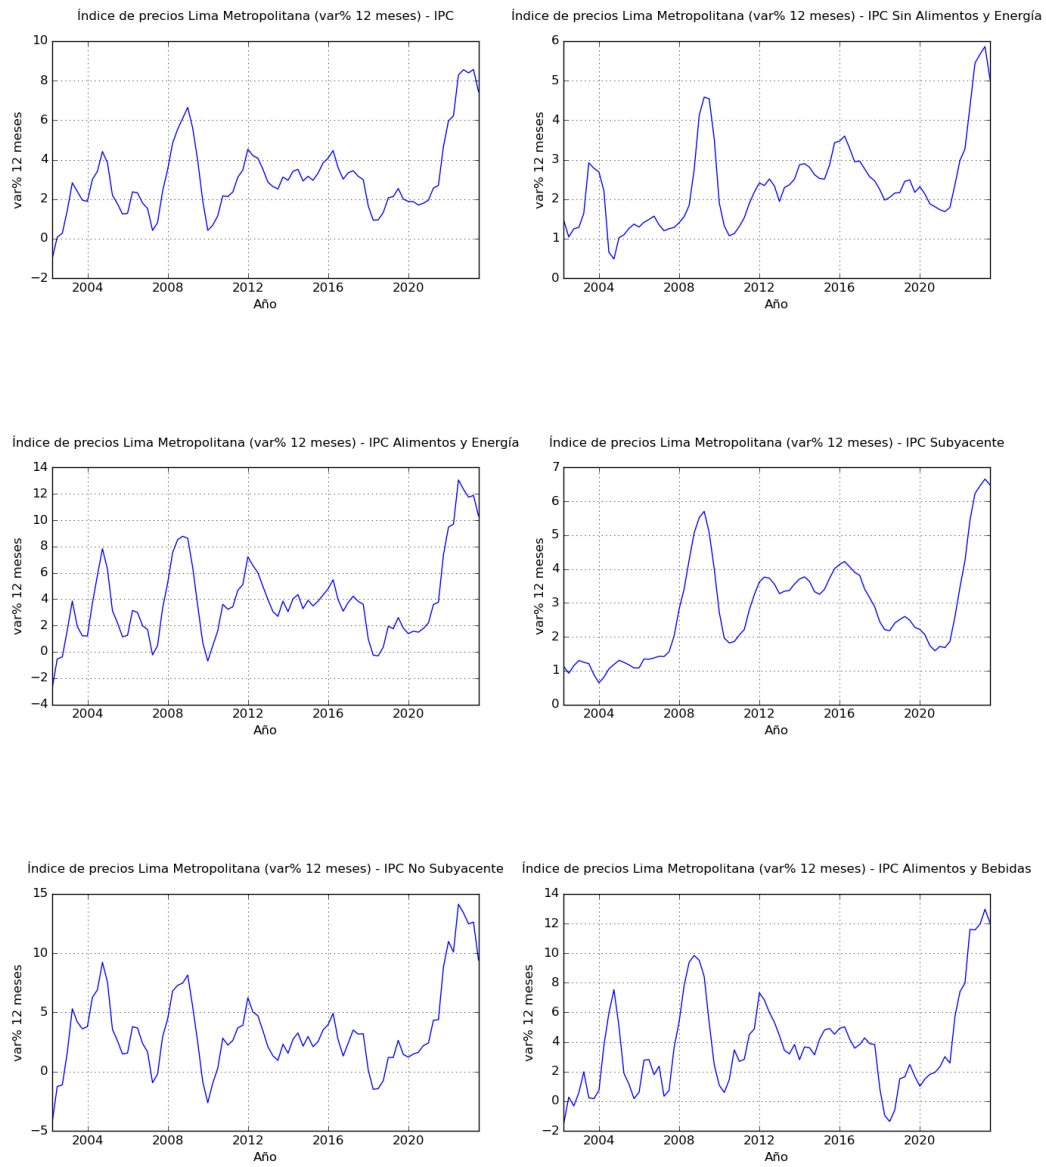 Índice de precios Lima Metropolitana (var% 12 meses) - IPC
10
8
6
4
2
0
−2
var% 12 meses
2004 2008 2012 2016 2020
Año
Índice de precios Lima Metropolitana (var% 12 meses) - IPC Sin Alimentos y Energía
6
5
4
3
2
1
0
var% 12 meses
2004 2008 2012 2016 2020
Año
Índice de precios Lima Metropolitana (var% 12 meses) - IPC Alimentos y Energía
14
12
10
8
6
4
2
0
−2
−4
var% 12 meses
2004 2008 2012 2016 2020
Año
Índice de precios Lima Metropolitana (var% 12 meses) - IPC Subyacente
7
6
5
4
3
2
1
0
var% 12 meses
2004 2008 2012 2016 2020
Año
Índice de precios Lima Metropolitana (var% 12 meses) - IPC No Subyacente
15
10
5
0
−5
var% 12 meses
2004 2008 2012 2016 2020
Año
Índice de precios Lima Metropolitana (var% 12 meses) - IPC Alimentos y Bebidas
14
12
10
8
6
4
2
0
−2
var% 12 meses
2004 2008 2012 2016 2020
Año